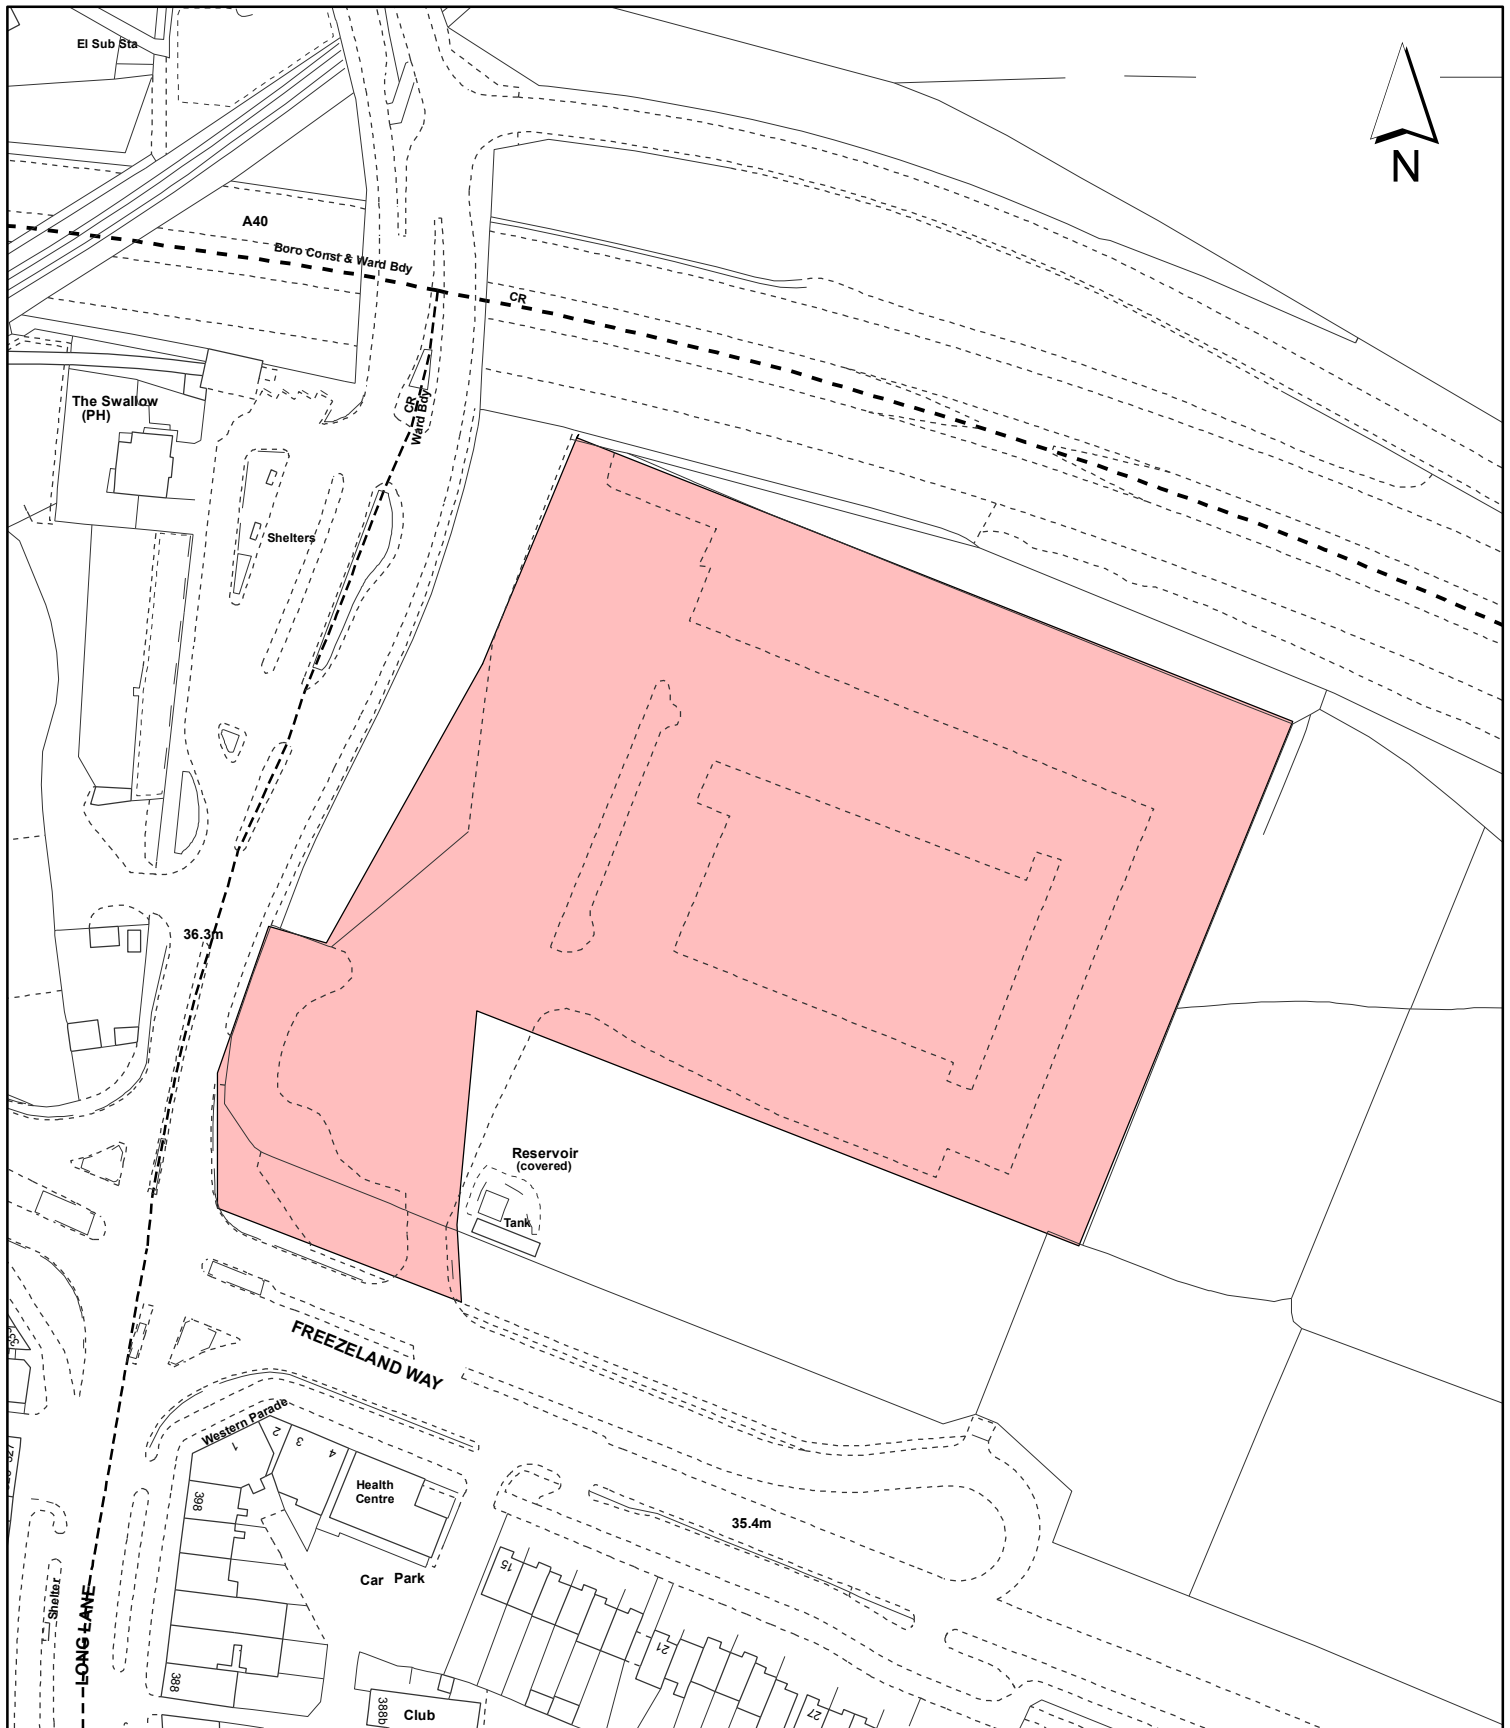 El Sub Sta
N
A40
Boro Const & Ward Bdy
CR
CR
Ward Bdy
The Swallow
(PH)
Shelters
36.3m
Reservoir
(covered)
Tank
FREEZELAND WAY
Western Parade
1
2
3
4
Health
Centre
398
35.4m
Car Park
15
Shelter
LONG LANE
21
388
388b
Club
27